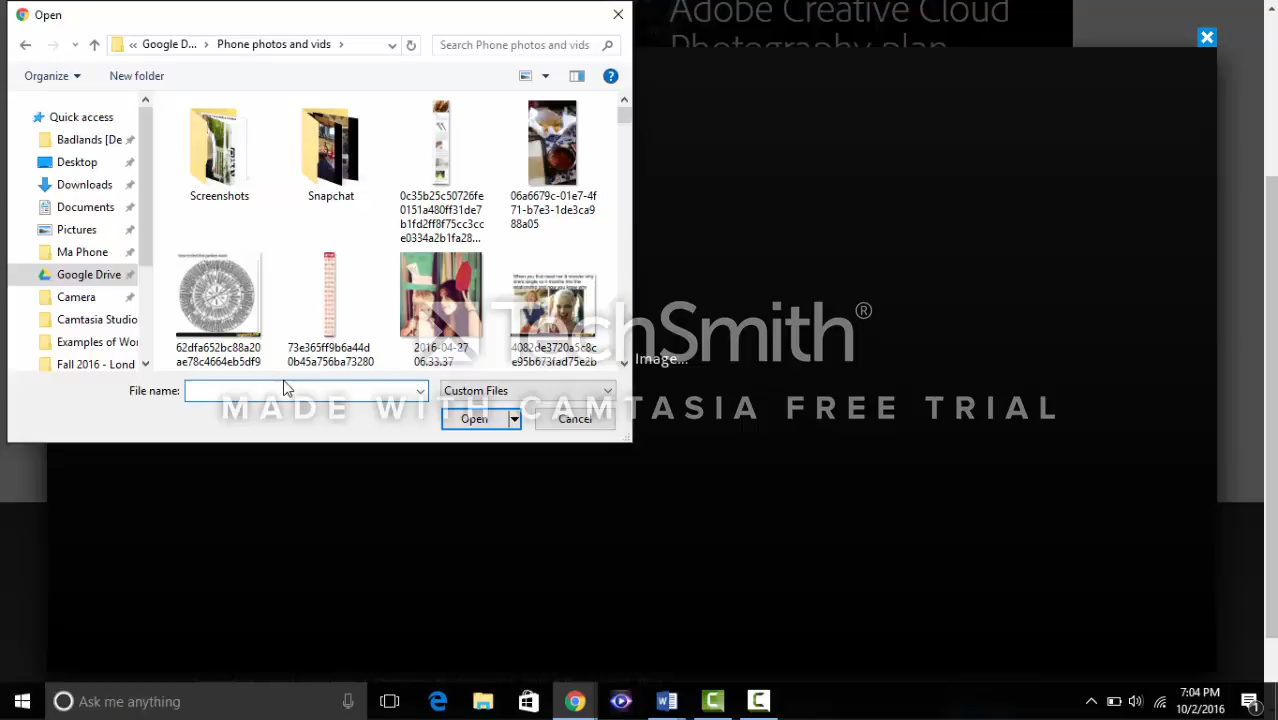 Open
Adobe Creative Cloud
Photography plan
« Google D... > Phone photos and vids >
Search Phone photos and vids
Organize
New folder
Quick access
Badlands [De
Desktop
Downloads
Documents
Pictures
Ma Phone
Google Drive
Camera
Camtasia Studio
Examples of Wor
Fall 2016 - Lond
Screenshots
Snapchat
0c35b25c50726fe
0151a480ff31de7
b1fd2ff8f75cc3cc
e0334a2b1fa28...
06a6679c-01e7-4f
71-b7e3-1de3ca9
88a05
62dfa652bc88a20
ae78c4664eb5df9
73e365ff9b6a44d
0b45a756ba73280
2016-04-27
06.33.37
4082de3720a5c8c
e95b673fad75e2b
TechSmith®
Image...
File name:
Custom Files
MADE WITH CAMTASIA FREE TRIAL
Open
Cancel
Ask me anything
7:04 PM
10/2/2016